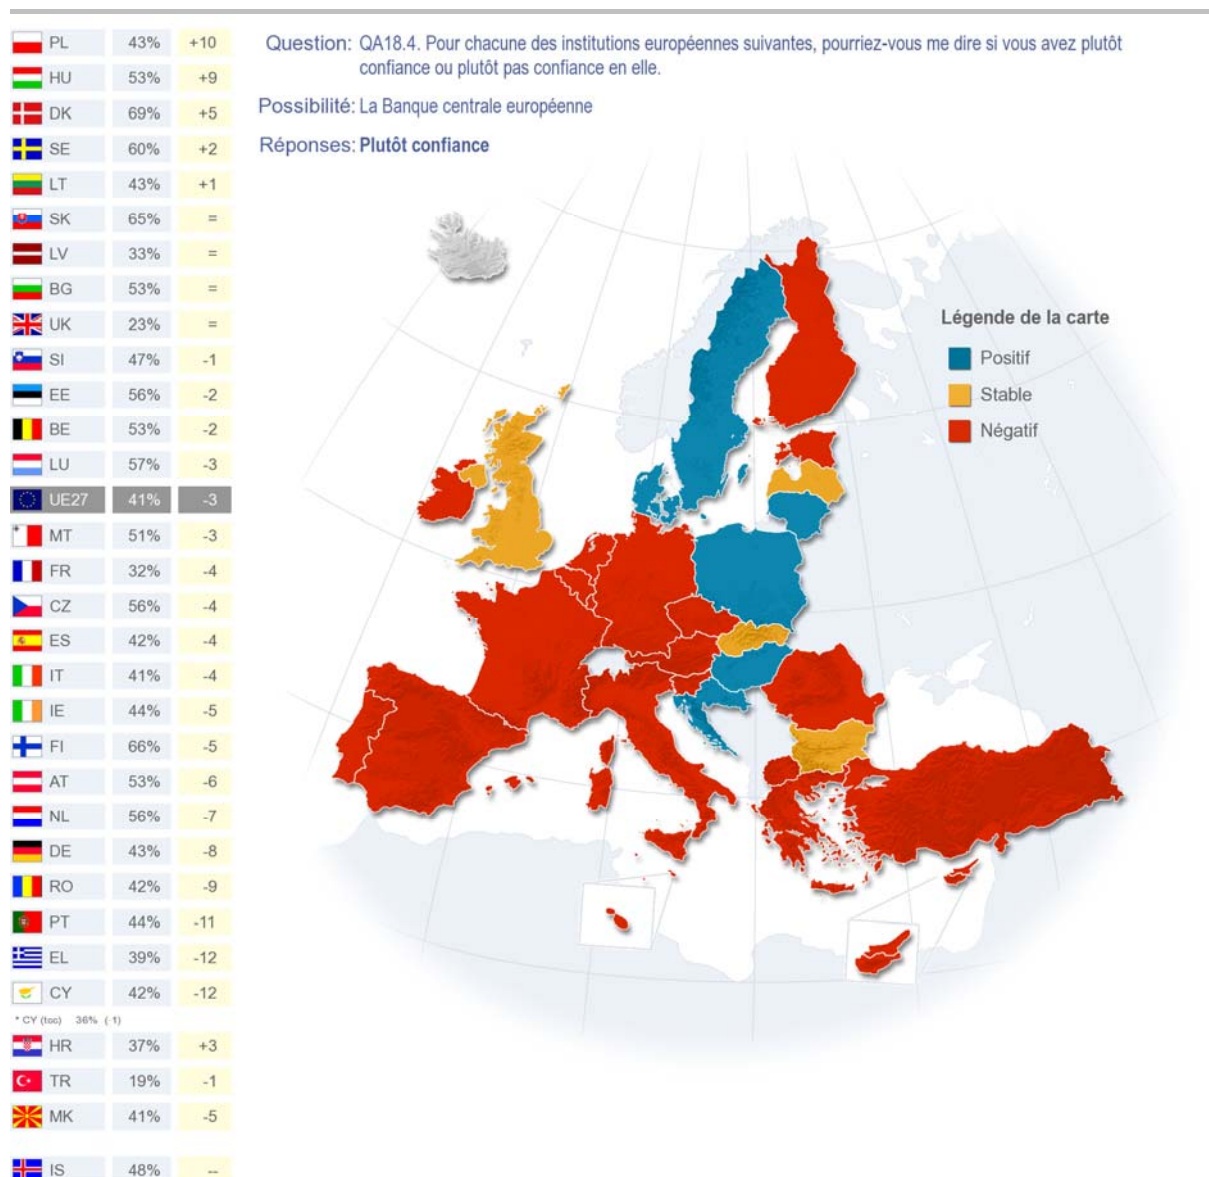 Question: QA18.4. Pour chacune des institutions européennes suivantes, pourriez-vous me dire si vous avez plutôt
confiance ou plutôt pas confiance en elle.
Possibilité: La Banque centrale européenne
Réponses: Plutôt confiance
PL 43% +10
HU 53% +9
DK 69% +5
SE 60% +2
LT 43% +1
SK 65% =
LV 33% =
BG 53% =
UK 23% =
SI 47% -1
EE 56% -2
BE 53% -2
LU 57% -3
UE27 41% -3
MT 51% -3
FR 32% -4
CZ 56% -4
ES 42% -4
IT 41% -4
IE 44% -5
FI 66% -5
AT 53% -6
NL 56% -7
DE 43% -8
RO 42% -9
PT 44% -11
EL 39% -12
CY 42% -12
* CY (tcc) 36% (-1)
HR 37% +3
TR 19% -1
MK 41% -5
IS 48% --
Légende de la carte
Positif
Stable
Négatif